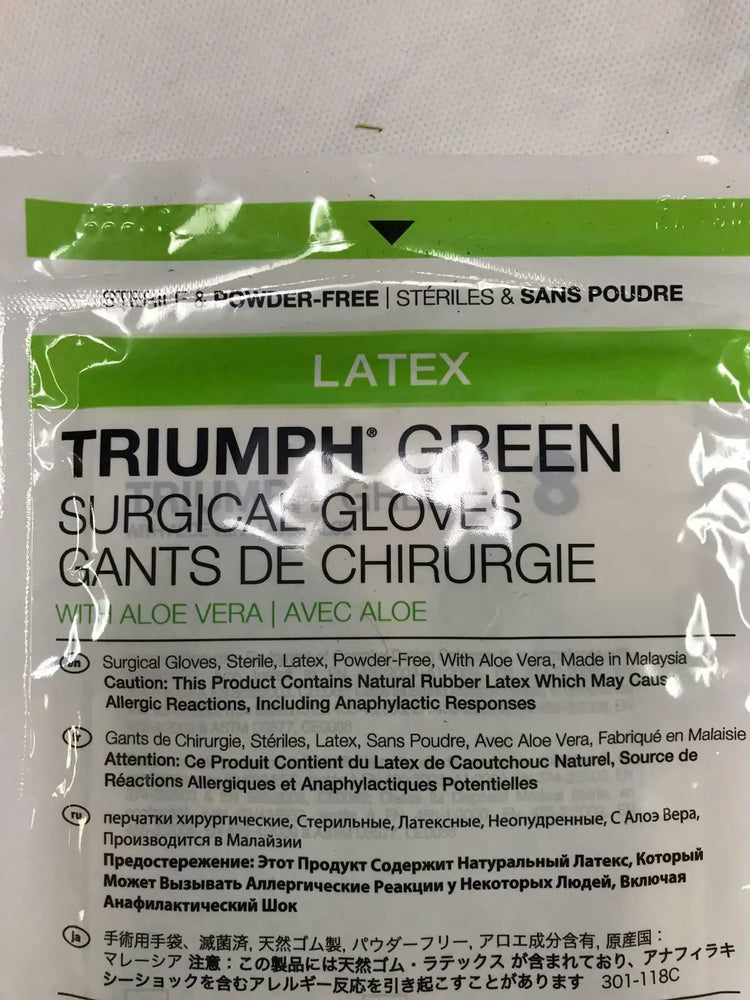 STERILE & POWDER-FREE | STÉRILES & SANS POUDRE
LATEX
TRIUMPH® GREEN
SURGICAL GLOVES
GANTS DE CHIRURGIE
WITH ALOE VERA | AVEC ALOE
en Surgical Gloves, Sterile, Latex, Powder-Free, With Aloe Vera, Made in Malaysia
Caution: This Product Contains Natural Rubber Latex Which May Caus
Allergic Reactions, Including Anaphylactic Responses
fr Gants de Chirurgie, Stériles, Latex, Sans Poudre, Avec Aloe Vera, Fabriqué en Malaisie
Attention: Ce Produit Contient du Latex de Caoutchouc Naturel, Source de
Réactions Allergiques et Anaphylactiques Potentielles
ru перчатки хирургические, Стерильные, Латексные, Неопудренные, С Алоэ Вера,
Производится в Малайзии
Предостережение: Этот Продукт Содержит Натуральный Латекс, Который
Может Вызывать Аллергические Реакции у Некоторых Людей, Включая
Анафилактический Шок
ja 手術用手袋、滅菌済, 天然ゴム製, パウダーフリー, アロエ成分含有, 原産国：
マレーシア 注意：この製品には天然ゴム・ラテックス が含まれており、アナフィラキ
シーショックを含むアレルギー反応を引き起こすことがあります 301-118C